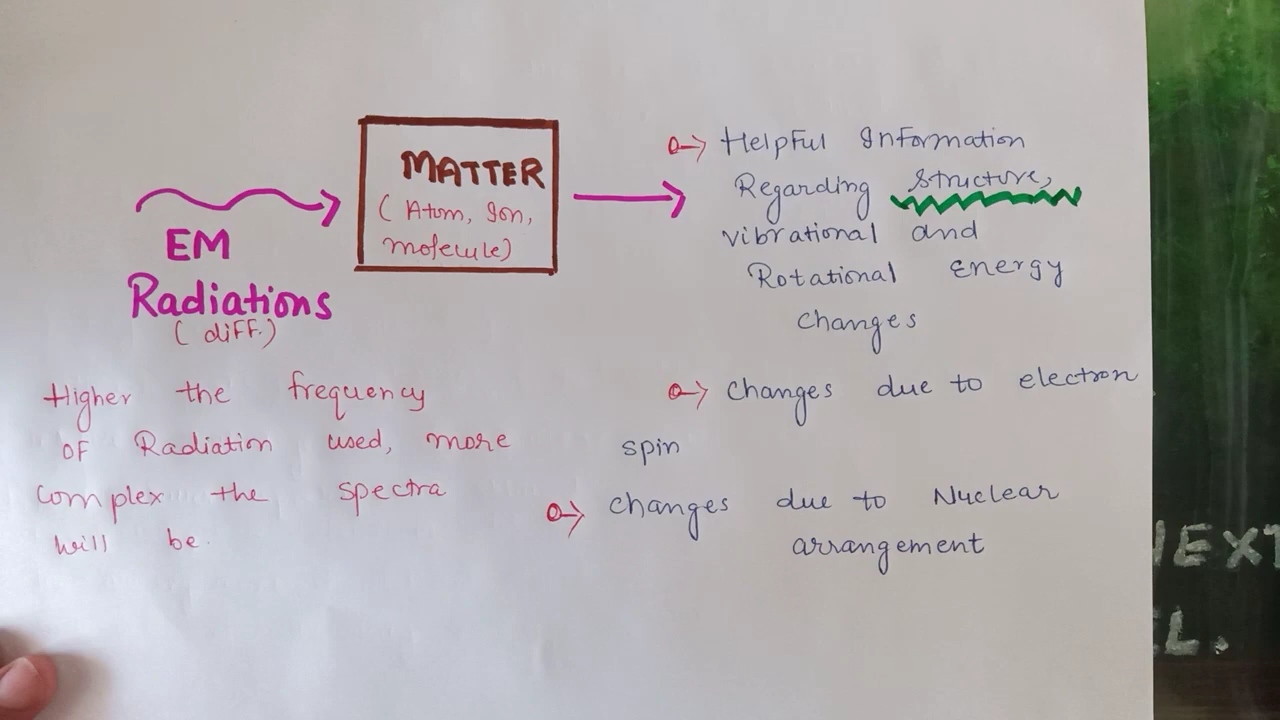 MATTER
( Atom, Ion,
molecule)
EM
Radiations
( diff.)
Higher the frequency
of Radiation used, more
complex the spectra
will be.
Helpful Information
Regarding structure,
vibrational and
Rotational Energy
changes
changes due to electron
spin
changes due to Nuclear
arrangement
NEXT
EL.